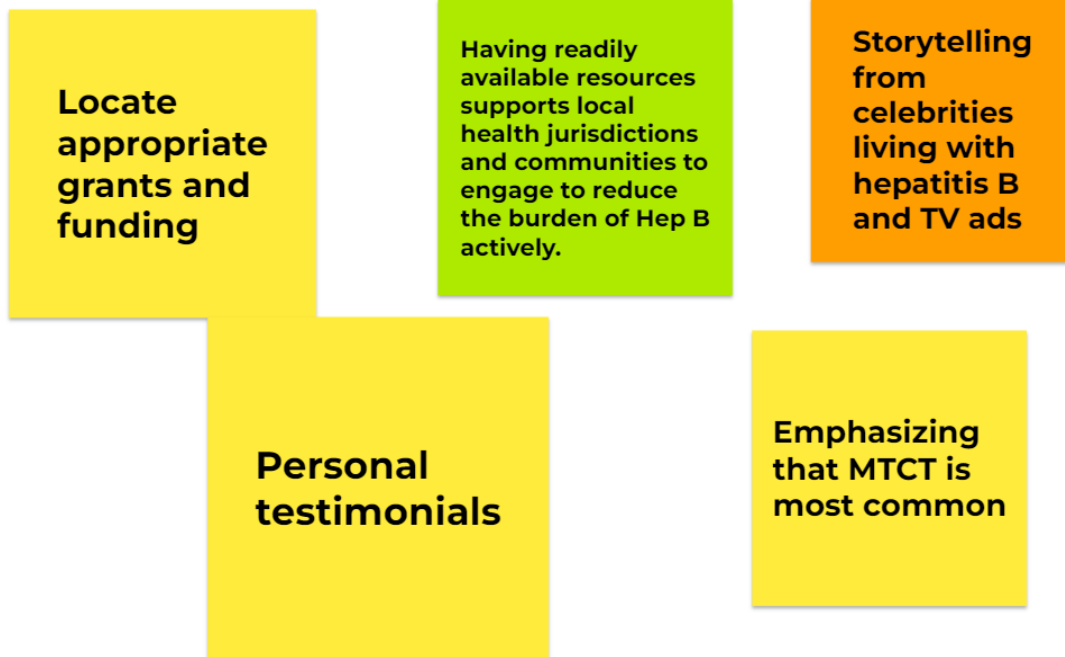 Locate
appropriate
grants and
funding
Having readily
available resources
supports local
health jurisdictions
and communities to
engage to reduce
the burden of Hep B
actively.
Storytelling
from
celebrities
living with
hepatitis B
and TV ads
Personal
testimonials
Emphasizing
that MTCT is
most common